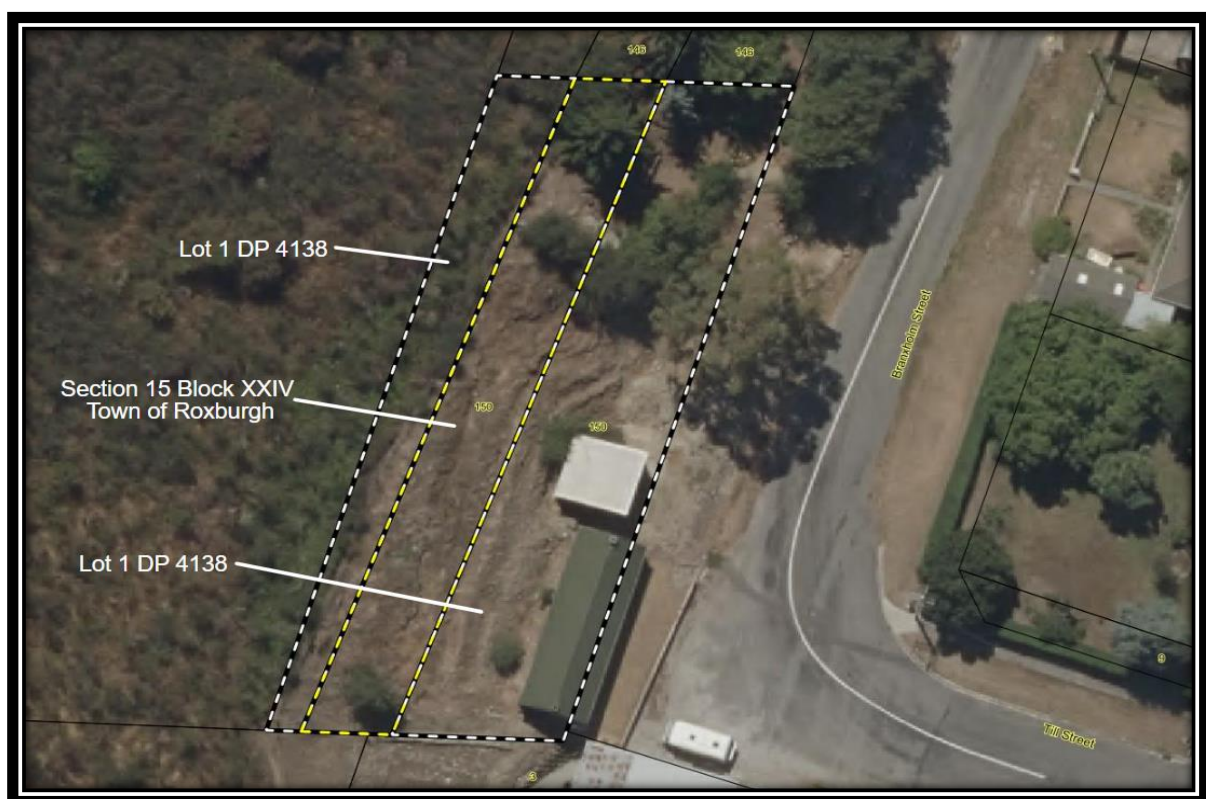 146
146
Lot 1 DP 4138
Branxholm Street
Section 15 Block XXIV
Town of Roxburgh
150
150
Lot 1 DP 4138
9
Till Street
3